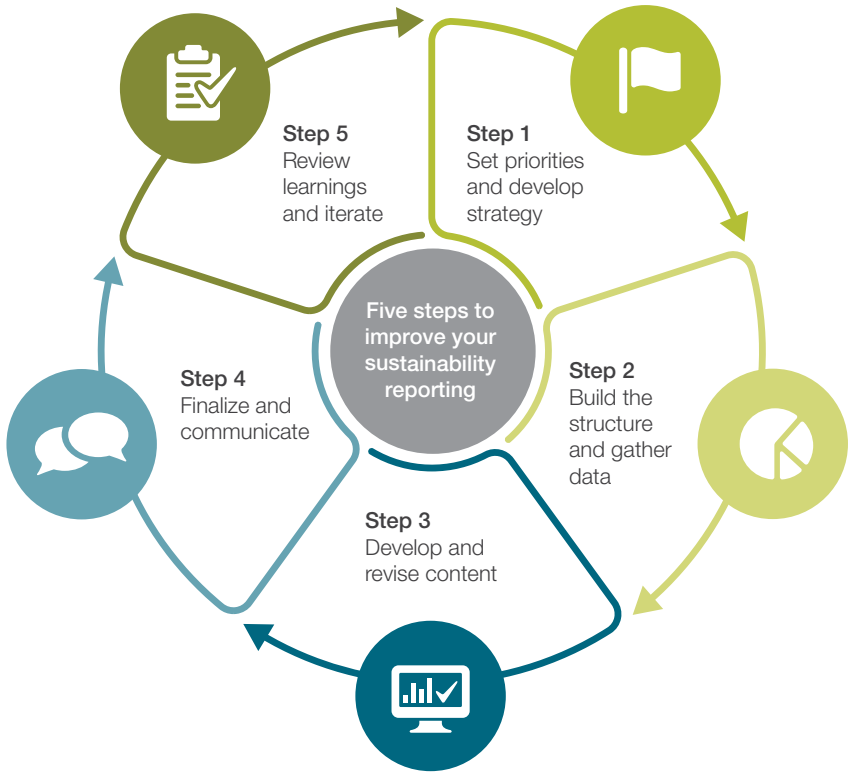 Five steps to
improve your
sustainability
reporting
Step 1
Set priorities
and develop
strategy
Step 2
Build the
structure
and gather
data
Step 3
Develop and
revise content
Step 4
Finalize and
communicate
Step 5
Review
learnings
and iterate